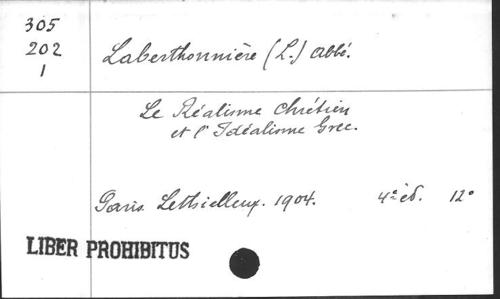 305
202
1
Laberthonnière (L.) Abbé.
Le Réalisme Chrétien
et l'Idéalisme Grec.
Paris. Lethielleux. 1904. 4e éd. 12°
LIBER PROHIBITUS